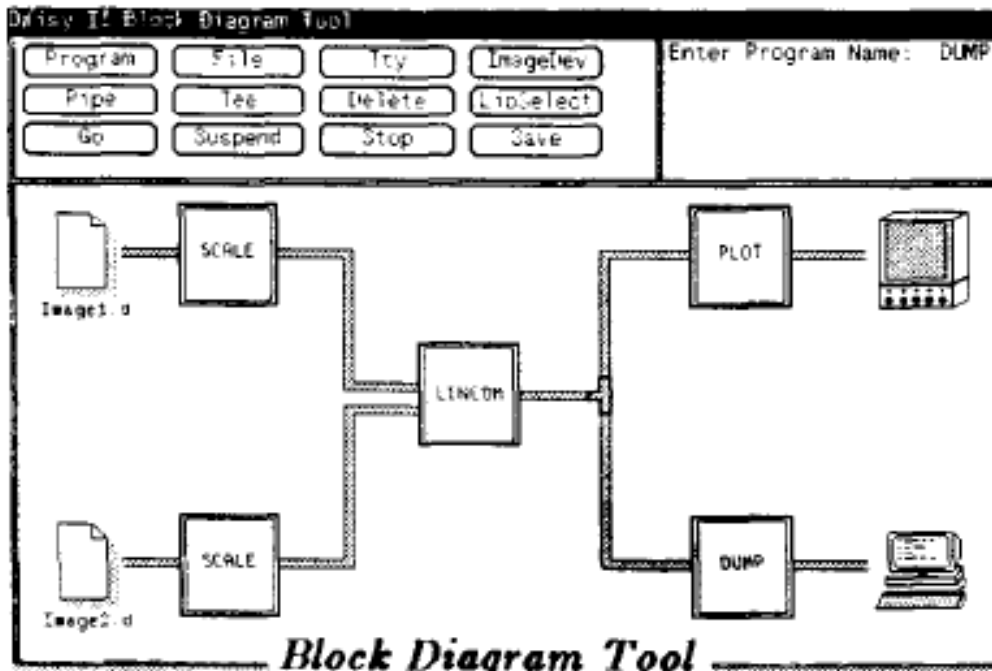 Daisy II Block Diagram Tool
Program File Tty ImageDev
Enter Program Name: DUMP
Pipe Tee Delete LibSelect
Go Suspend Stop Save
SCALE
PLOT
Image1.d
LINCOM
SCALE
DUMP
Image2.d
Block Diagram Tool